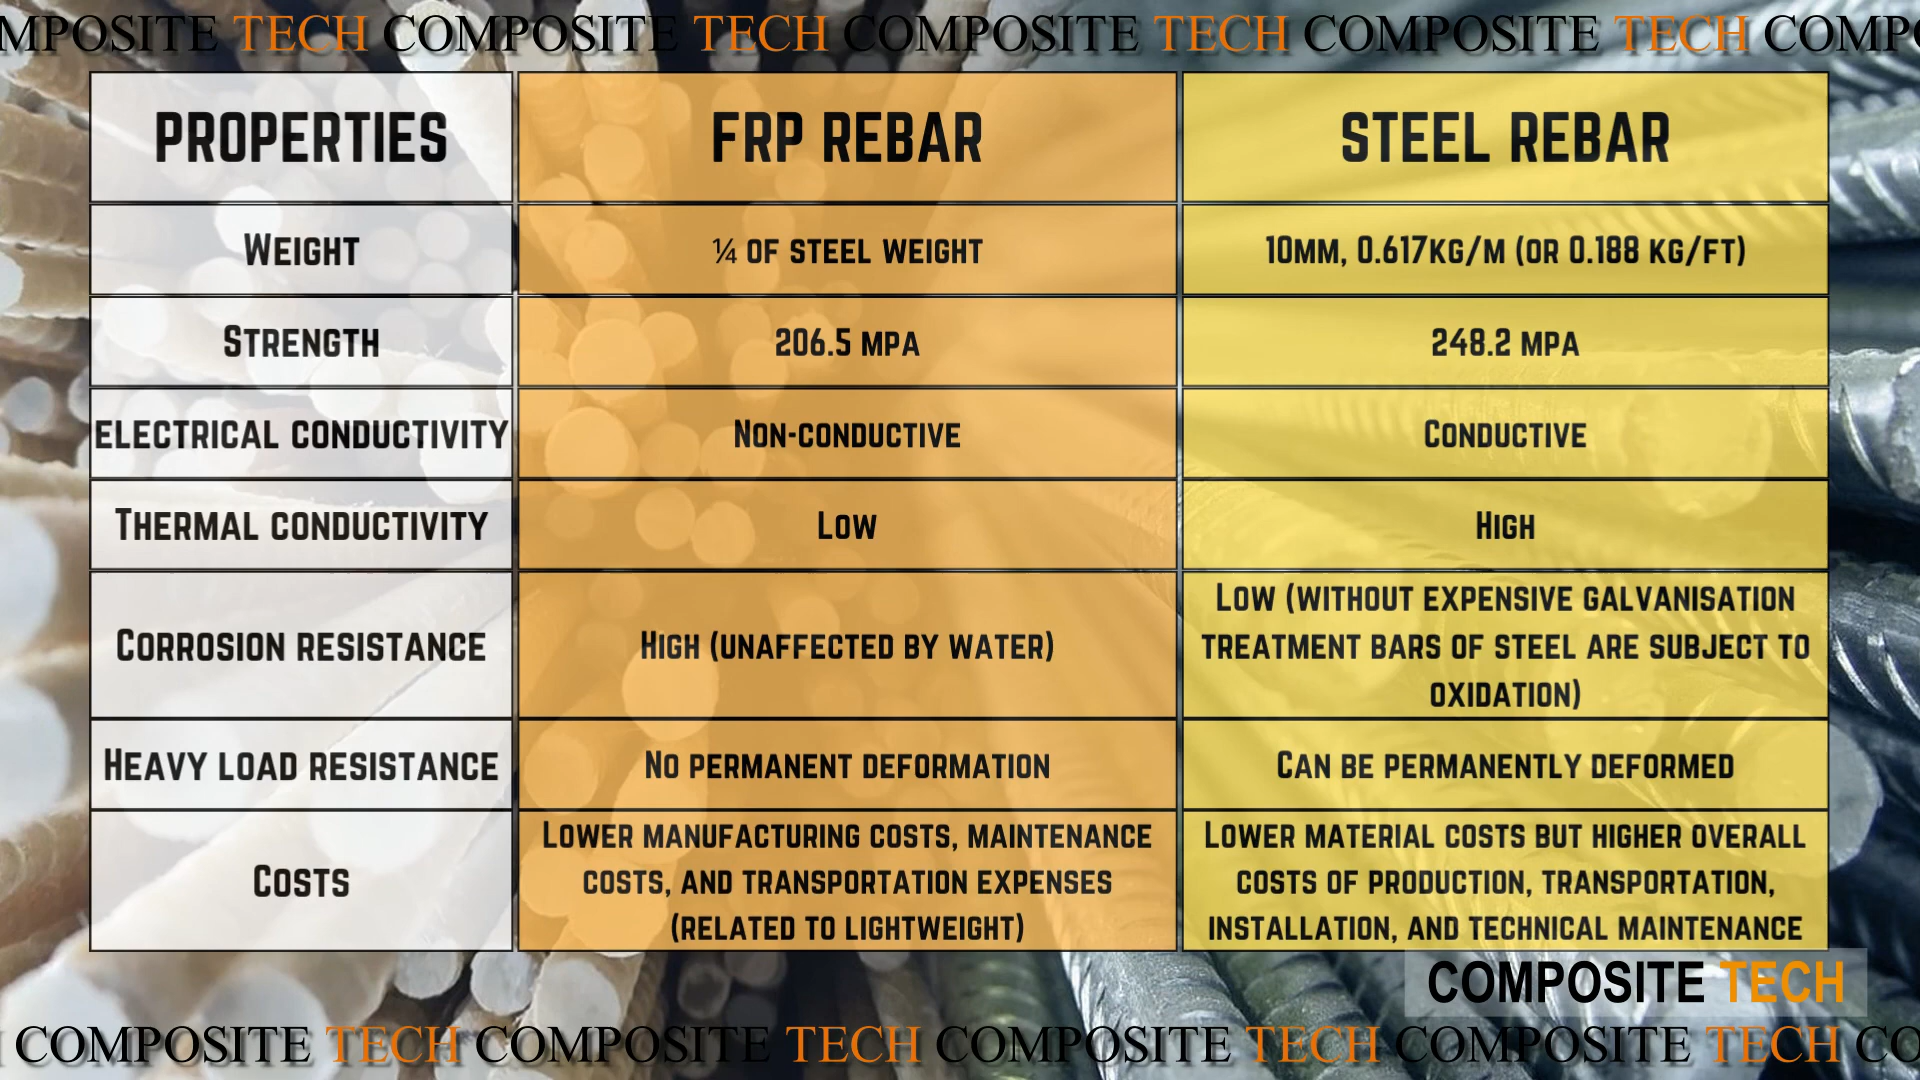 MPOSITE TECH COMPOSITE TECH COMPOSITE TECH COMPOSITE TECH COMP
PROPERTIES
FRP REBAR
STEEL REBAR
WEIGHT
¼ OF STEEL WEIGHT
10MM, 0.617KG/M (OR 0.188 KG/FT)
STRENGTH
206.5 MPA
248.2 MPA
ELECTRICAL CONDUCTIVITY
NON-CONDUCTIVE
CONDUCTIVE
THERMAL CONDUCTIVITY
LOW
HIGH
CORROSION RESISTANCE
HIGH (UNAFFECTED BY WATER)
LOW (WITHOUT EXPENSIVE GALVANISATION
TREATMENT BARS OF STEEL ARE SUBJECT TO
OXIDATION)
HEAVY LOAD RESISTANCE
NO PERMANENT DEFORMATION
CAN BE PERMANENTLY DEFORMED
COSTS
LOWER MANUFACTURING COSTS, MAINTENANCE
COSTS, AND TRANSPORTATION EXPENSES
(RELATED TO LIGHTWEIGHT)
LOWER MATERIAL COSTS BUT HIGHER OVERALL
COSTS OF PRODUCTION, TRANSPORTATION,
INSTALLATION, AND TECHNICAL MAINTENANCE
COMPOSITE TECH
COMPOSITE TECH COMPOSITE TECH COMPOSITE TECH COMPOSITE TECH CO